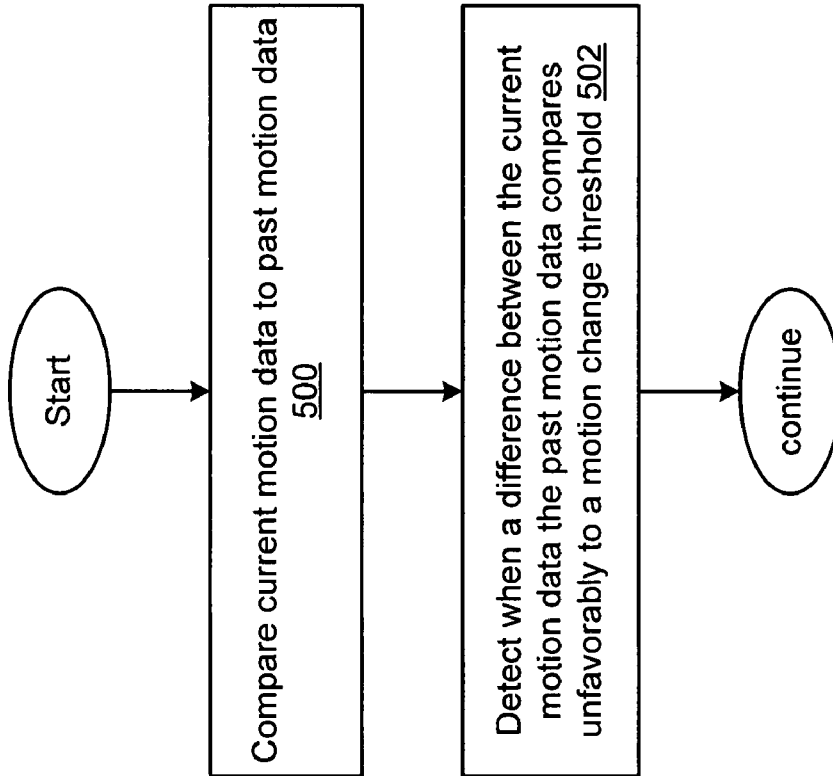 Start
Compare current motion data to past motion data
500
Detect when a difference between the current
motion data the past motion data compares
unfavorably to a motion change threshold 502
continue